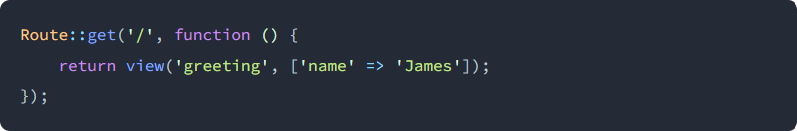 Route::get('/', function () {
    return view('greeting', ['name' => 'James']);
});